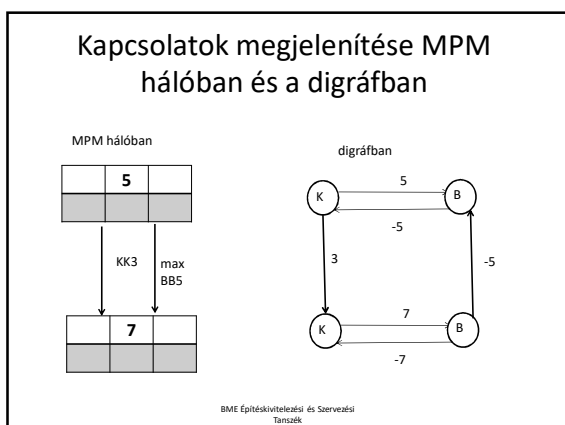 Kapcsolatok megjelenítése MPM
hálóban és a digráfban
MPM hálóban
5
KK3
max
BB5
7
digráfban
K
5
B
-5
3
-5
K
7
B
-7
BME Építéskivitelezési és Szervezési
Tanszék